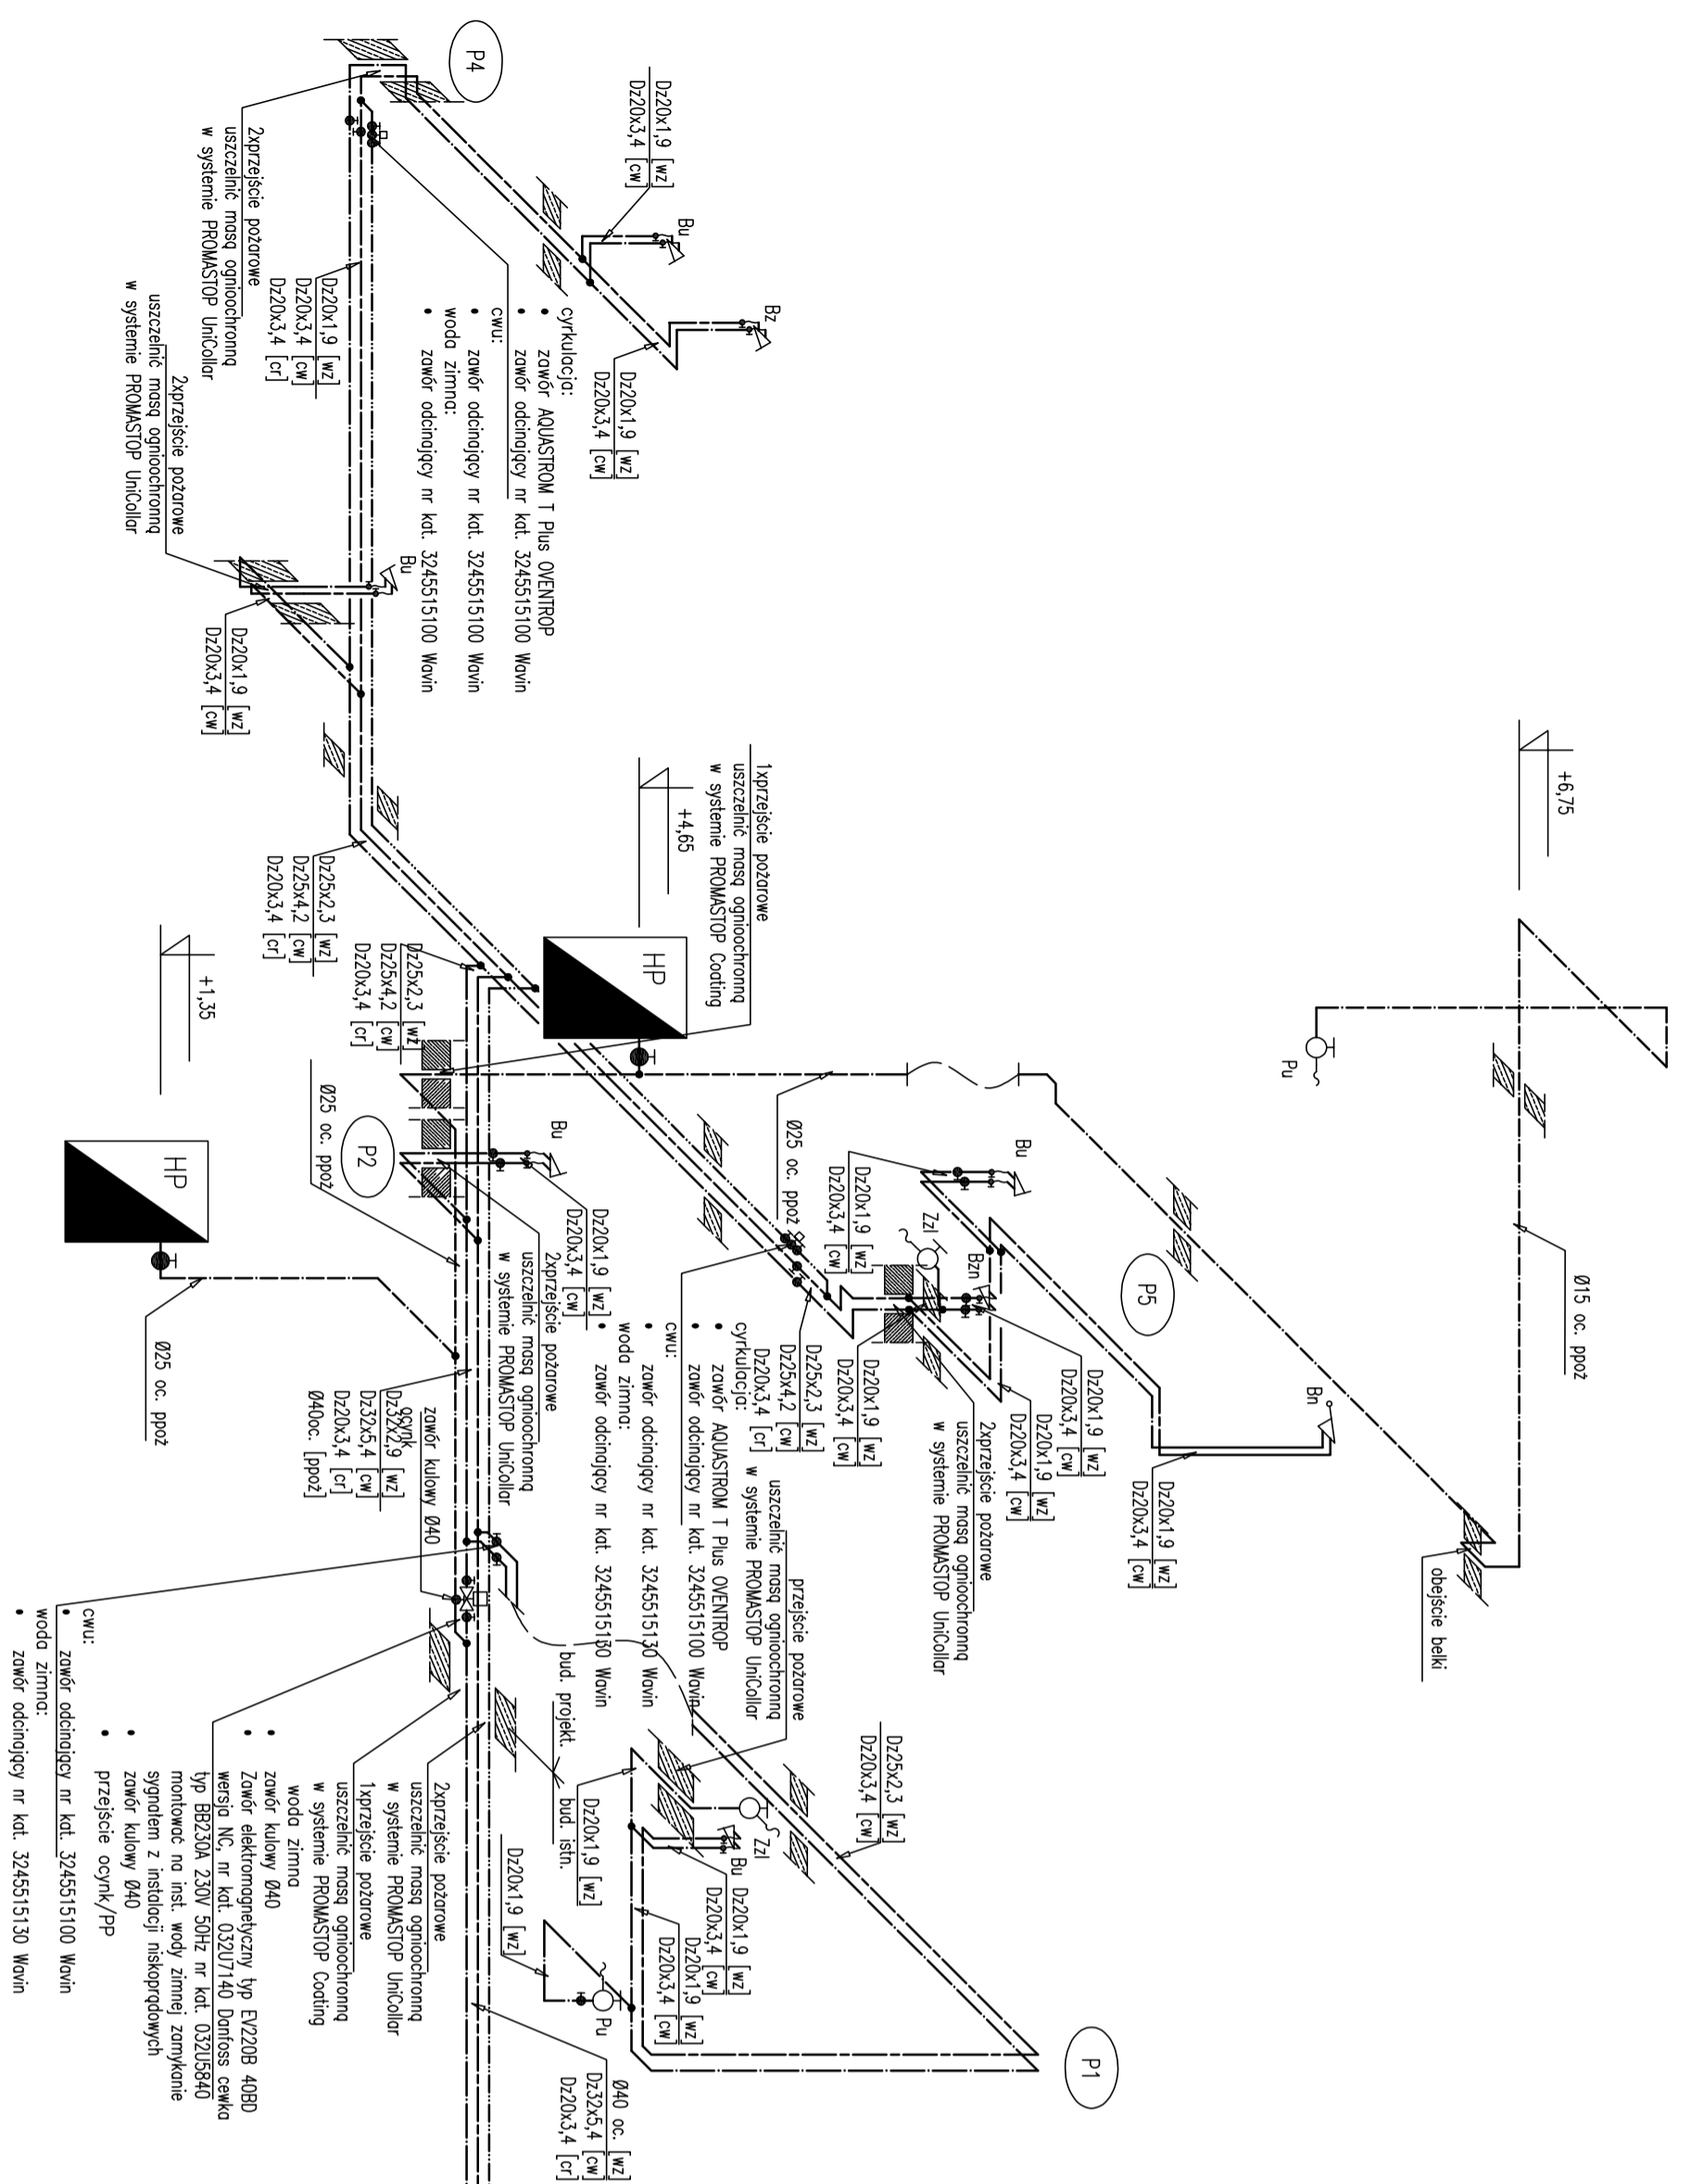 P4
Dz20x1,9 [wz]
Dz20x3,4 [cw]
Bu
Bz
2xprzejście pożarowe
uszczelnić masą ognioochronną
w systemie PROMASTOP UniCollar
Dz20x1,9 [wz]
Dz20x3,4 [cw]
Dz20x3,4 [cr]
Dz20x1,9 [wz]
Dz20x3,4 [cw]
cyrkulacja:
• zawór AQUASTROM T Plus OVENTROP
• zawór odcinający nr kat. 3245515100 Wavin
cwu:
• zawór odcinający nr kat. 3245515100 Wavin
woda zimna:
• zawór odcinający nr kat. 3245515100 Wavin
2xprzejście pożarowe
uszczelnić masą ognioochronną
w systemie PROMASTOP UniCollar
Bu
Dz20x1,9 [wz]
Dz20x3,4 [cw]
+6,75
1xprzejście pożarowe
uszczelnić masą ognioochronną
w systemie PROMASTOP Coating
+4,65
Dz25x2,3 [wz]
Dz25x4,2 [cw]
Dz20x3,4 [cr]
+1,35
HP
Dz25x2,3 [wz]
Dz25x4,2 [cw]
Dz20x3,4 [cr]
Pu
Ø25 oc. ppoż
Ø25 oc. ppoż
P2
Bu
HP
Bu
Dz20x1,9 [wz]
Dz20x3,4 [cw]
Zzl
Bzn
P5
Ø15 oc. ppoż
Dz20x1,9 [wz]
Dz20x3,4 [cw]
2xprzejście pożarowe
uszczelnić masą ognioochronną
w systemie PROMASTOP UniCollar
Ø25 oc. ppoż
Dz25x2,3 [wz]
Dz25x4,2 [cw]
Dz20x3,4 [cr]
Dz20x1,9 [wz]
Dz20x3,4 [cw]
Dz20x1,9 [wz]
Dz20x3,4 [cw]
Dz20x1,9 [wz]
Dz20x3,4 [cw]
Bn
Dz20x1,9 [wz]
Dz20x3,4 [cw]
obejście belki
cyrkulacja:
• zawór AQUASTROM T Plus OVENTROP
• zawór odcinający nr kat. 3245515100 Wavin
cwu:
• zawór odcinający nr kat. 3245515130 Wavin
woda zimna:
• zawór odcinający nr kat. 3245515130 Wavin
2xprzejście pożarowe
uszczelnić masą ognioochronną
w systemie PROMASTOP UniCollar
przejście pożarowe
uszczelnić masą ognioochronną
w systemie PROMASTOP UniCollar
Dz32x2,9 [wz]
ocynk
Dz32x5,4 [cw]
Dz20x3,4 [cr]
Ø40oc. [ppoż]
zawór kulowy Ø40
bud. projekt.
bud. istn.
Dz25x2,3 [wz]
Dz20x3,4 [cw]
cwu:
• zawór odcinający nr kat. 3245515100 Wavin
woda zimna:
• zawór odcinający nr kat. 3245515130 Wavin
2xprzejście pożarowe
uszczelnić masą ognioochronną
w systemie PROMASTOP UniCollar
1xprzejście pożarowe
uszczelnić masą ognioochronną
w systemie PROMASTOP Coating
woda zimna
• zawór kulowy Ø40
• Zawór elektromagnetyczny typ EV220B 40BD
wersja NC, nr kat. 032U7140 Danfoss cewka
typ BB230A 230V 50Hz nr kat. 032U5840
montować na inst. wody zimnej zamykanie
sygnałem z instalacji niskoprądowych
• zawór kulowy Ø40
• przejście ocynk/PP
Dz20x1,9 [wz]
Zzl
Bu
Dz20x1,9 [wz]
Dz20x3,4 [cw]
Dz20x1,9 [wz]
Dz20x3,4 [cw]
Dz20x1,9 [wz]
Pu
P1
Ø40 oc. [wz]
Dz32x5,4 [cw]
Dz20x3,4 [cr]